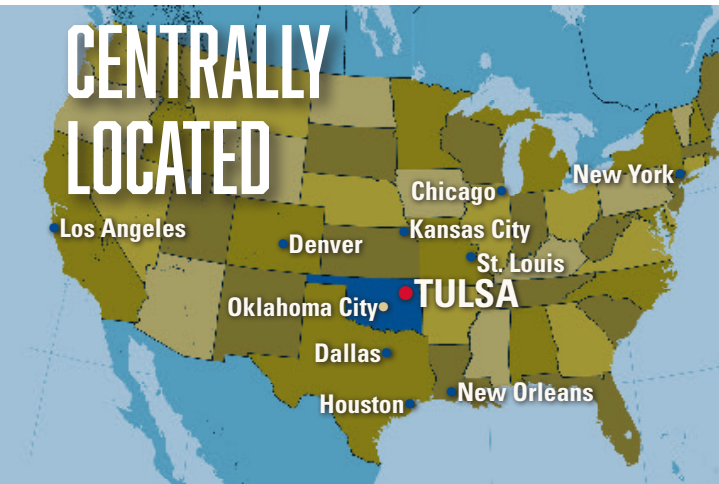 CENTRALLY
LOCATED
New York
Chicago
Los Angeles
Kansas City
Denver
St. Louis
TULSA
Oklahoma City
Dallas
New Orleans
Houston